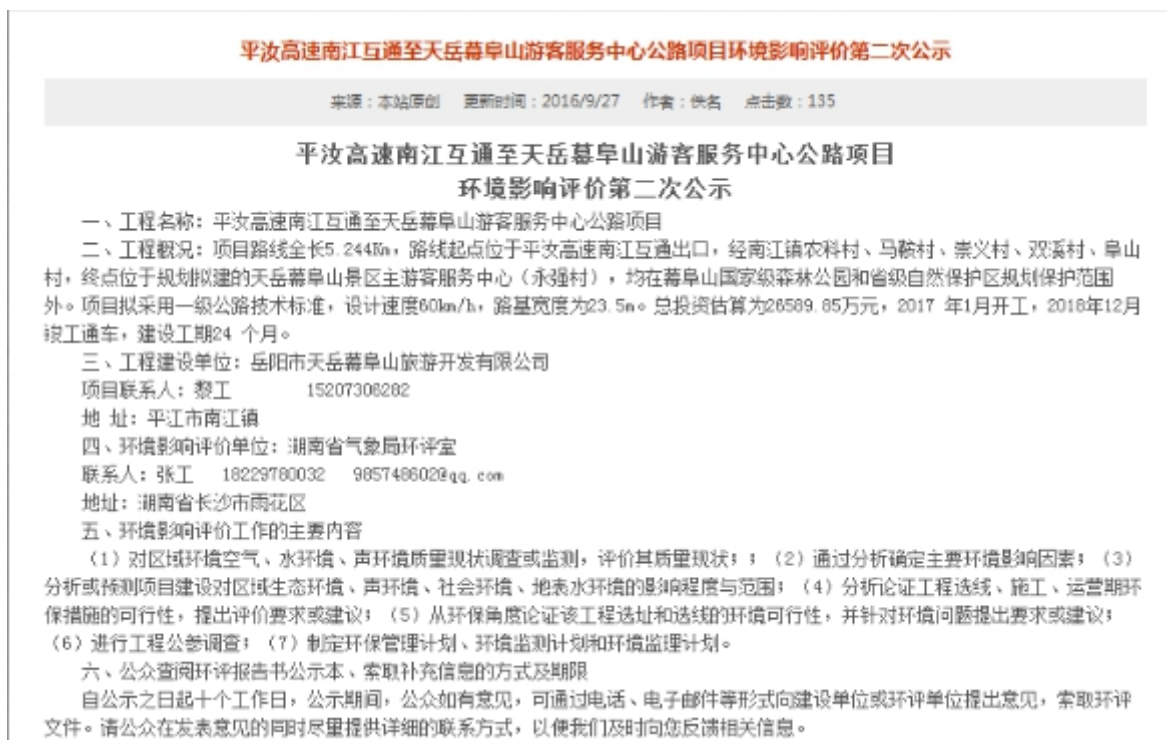 平汝高速南江互通至天岳幕阜山游客服务中心公路项目环境影响评价第二次公示
来源：本站原创 更新时间：2016/9/27 作者：佚名 点击数：135
平汝高速南江互通至天岳幕阜山游客服务中心公路项目
环境影响评价第二次公示
一、工程名称：平汝高速南江互通至天岳幕阜山游客服务中心公路项目
二、工程概况：项目路线全长5.244Km，路线起点位于平汝高速南江互通出口，经南江镇农科村、马鞍村、崇义村、双溪村、阜山
村，终点位于规划拟建的天岳幕阜山景区主游客服务中心（永强村），均在幕阜山国家级森林公园和省级自然保护区规划保护范围
外。项目拟采用一级公路技术标准，设计速度60km/h，路基宽度为23.5m。总投资估算为26589.85万元，2017 年1月开工，2018年12月
竣工通车，建设工期24 个月。
三、工程建设单位：岳阳市天岳幕阜山旅游开发有限公司
项目联系人：黎工 15207306282
地 址：平江市南江镇
四、环境影响评价单位：湖南省气象局环评室
联系人：张工 18229780032 985748602@qq.com
地址：湖南省长沙市雨花区
五、环境影响评价工作的主要内容
（1）对区域环境空气、水环境、声环境质量现状调查或监测，评价其质量现状；；（2）通过分析确定主要环境影响因素；（3）
分析或预测项目建设对区域生态环境、声环境、社会环境、地表水环境的影响程度与范围；（4）分析论证工程选线、施工、运营期环
保措施的可行性，提出评价要求或建议；（5）从环保角度论证该工程选址和选线的环境可行性，并针对环境问题提出要求或建议；
（6）进行工程公参调查；（7）制定环保管理计划、环境监测计划和环境监理计划。
六、公众查阅环评报告书公示本、索取补充信息的方式及期限
自公示之日起十个工作日，公示期间，公众如有意见，可通过电话、电子邮件等形式向建设单位或环评单位提出意见，索取环评
文件。请公众在发表意见的同时尽量提供详细的联系方式，以便我们及时向您反馈相关信息。